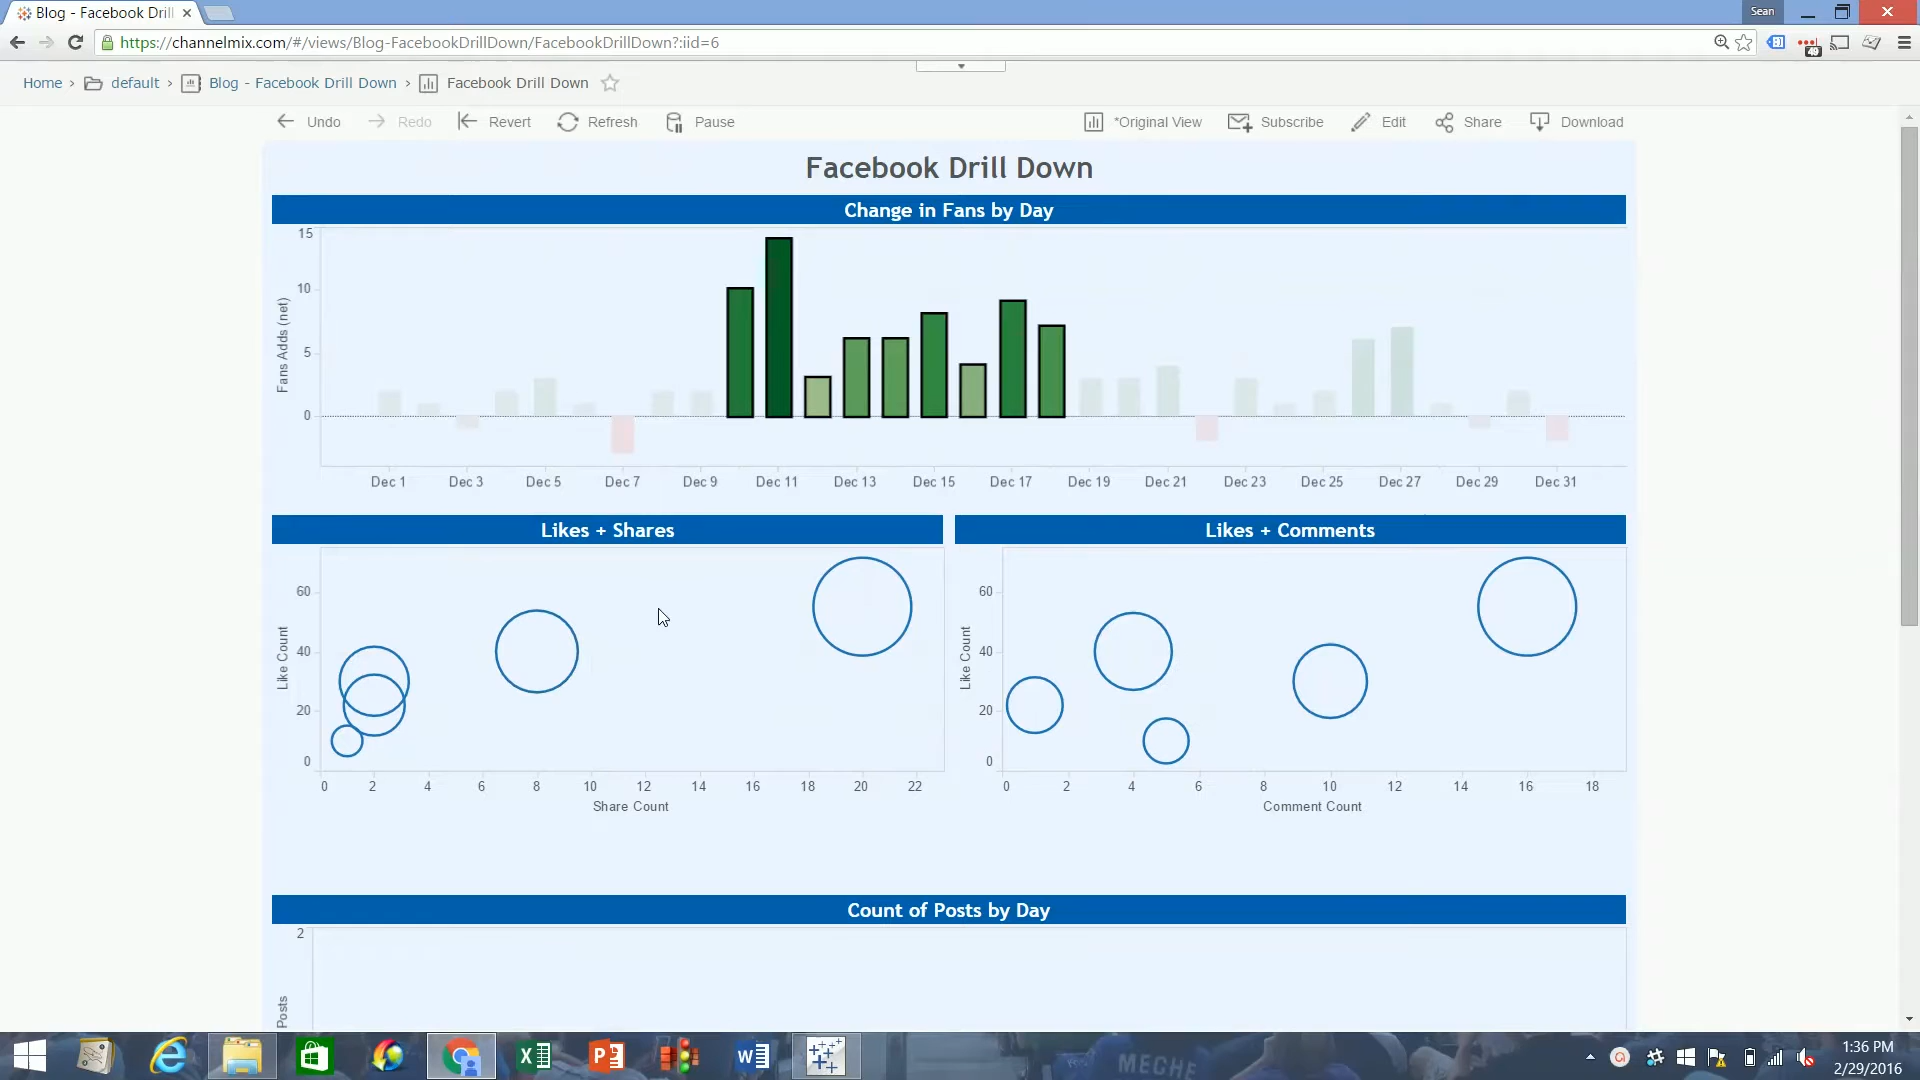 Blog - Facebook Dril
Sean
https://channelmix.com/#/views/Blog-FacebookDrillDown/FacebookDrillDown?:iid=6
Home › default › Blog - Facebook Drill Down › Facebook Drill Down
Undo Redo Revert Refresh Pause *Original View Subscribe Edit Share Download
Facebook Drill Down
Change in Fans by Day
15
10
5
0
Fans Adds (net)
Dec 1 Dec 3 Dec 5 Dec 7 Dec 9 Dec 11 Dec 13 Dec 15 Dec 17 Dec 19 Dec 21 Dec 23 Dec 25 Dec 27 Dec 29 Dec 31
Likes + Shares
60
40
20
0
Like Count
0 2 4 6 8 10 12 14 16 18 20 22
Share Count
Likes + Comments
60
40
20
0
Like Count
0 2 4 6 8 10 12 14 16 18
Comment Count
Count of Posts by Day
2
Posts
MECHE
1:36 PM
2/29/2016